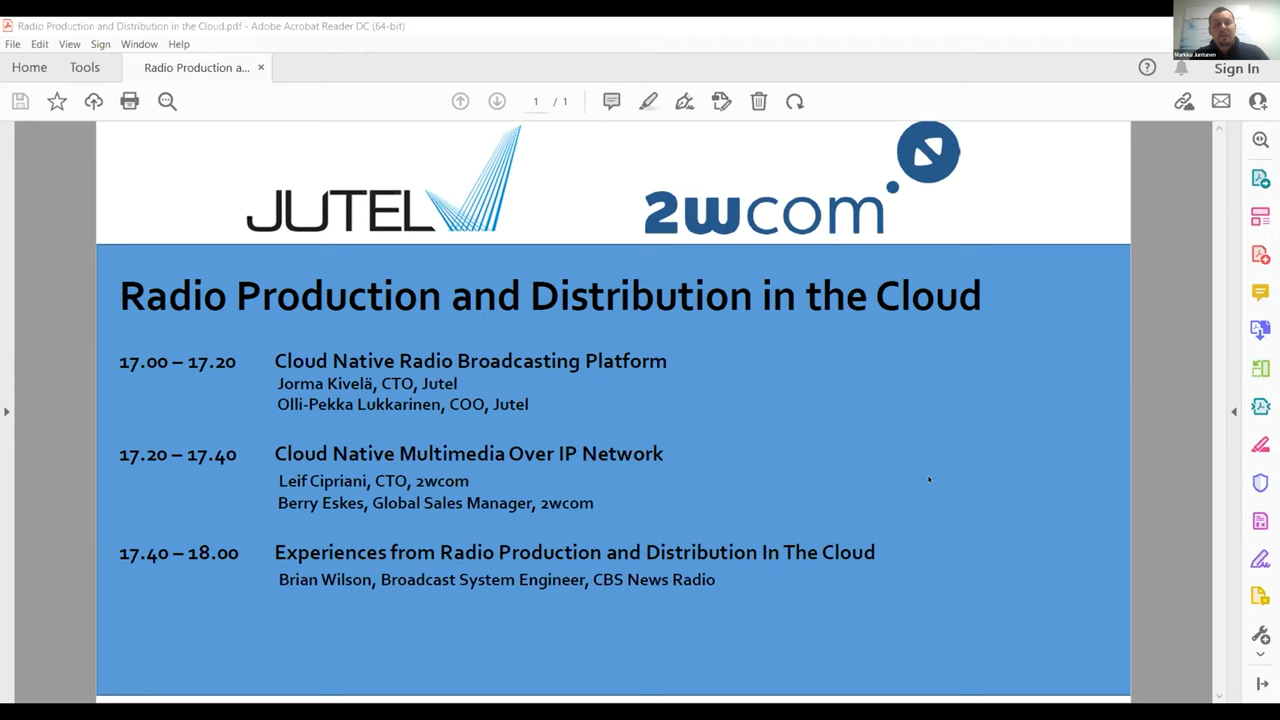 Radio Production and Distribution in the Cloud.pdf - Adobe Acrobat Reader DC (64-bit)
File Edit View Sign Window Help
Home Tools Radio Production a... × Sign In
1 / 1
Markku Juntunen
JUTEL 2wcom
Radio Production and Distribution in the Cloud
17.00 – 17.20 Cloud Native Radio Broadcasting Platform
Jorma Kivelä, CTO, Jutel
Olli-Pekka Lukkarinen, COO, Jutel
17.20 – 17.40 Cloud Native Multimedia Over IP Network
Leif Cipriani, CTO, 2wcom
Berry Eskes, Global Sales Manager, 2wcom
17.40 – 18.00 Experiences from Radio Production and Distribution In The Cloud
Brian Wilson, Broadcast System Engineer, CBS News Radio